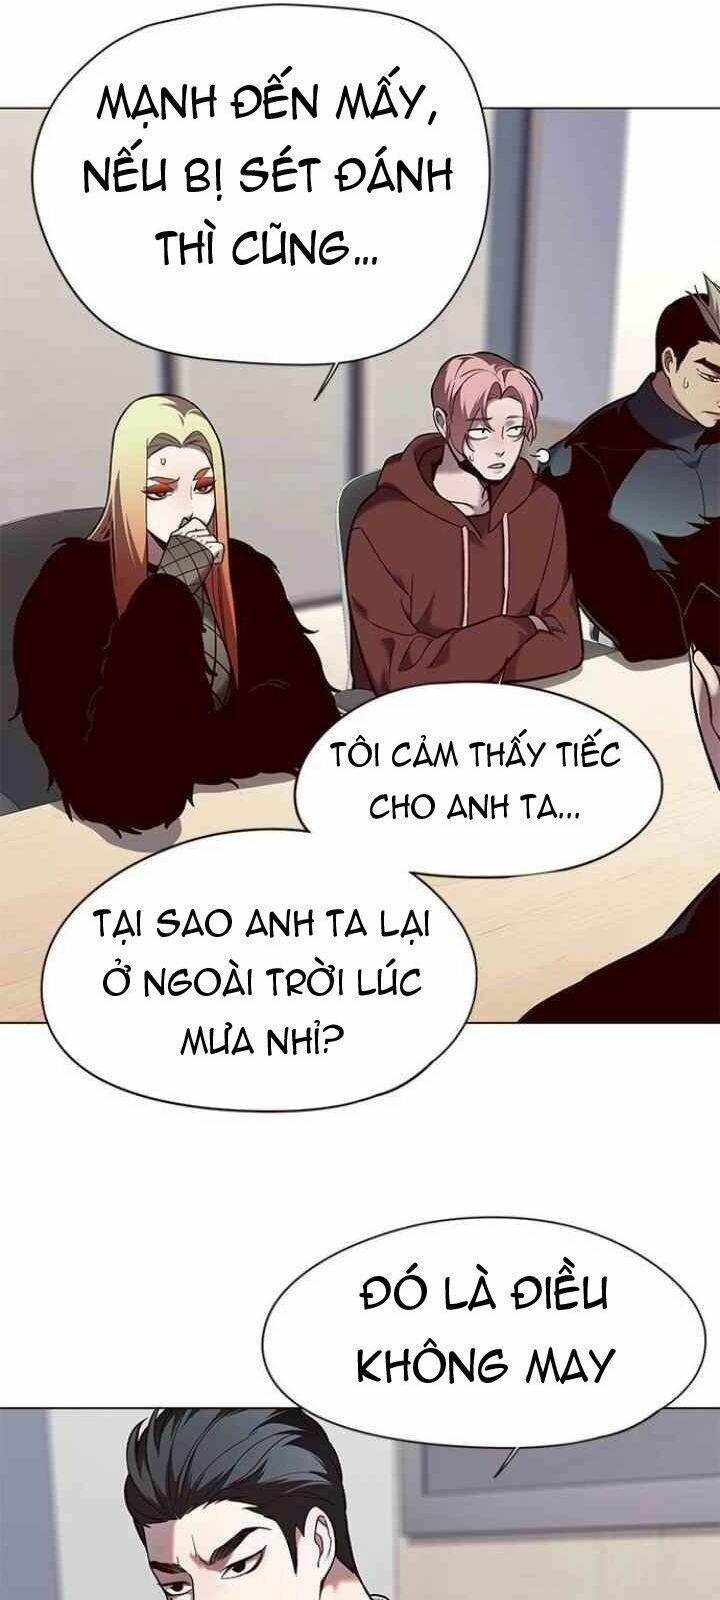 MẠNH ĐẾN MẤY,
NẾU BỊ SÉT ĐÁNH
THÌ CŨNG...
TÔI CẢM THẤY TIẾC
CHO ANH TA...
TẠI SAO ANH TA LẠI
Ở NGOÀI TRỜI LÚC
MƯA NHỈ?
ĐÓ LÀ ĐIỀU
KHÔNG MAY